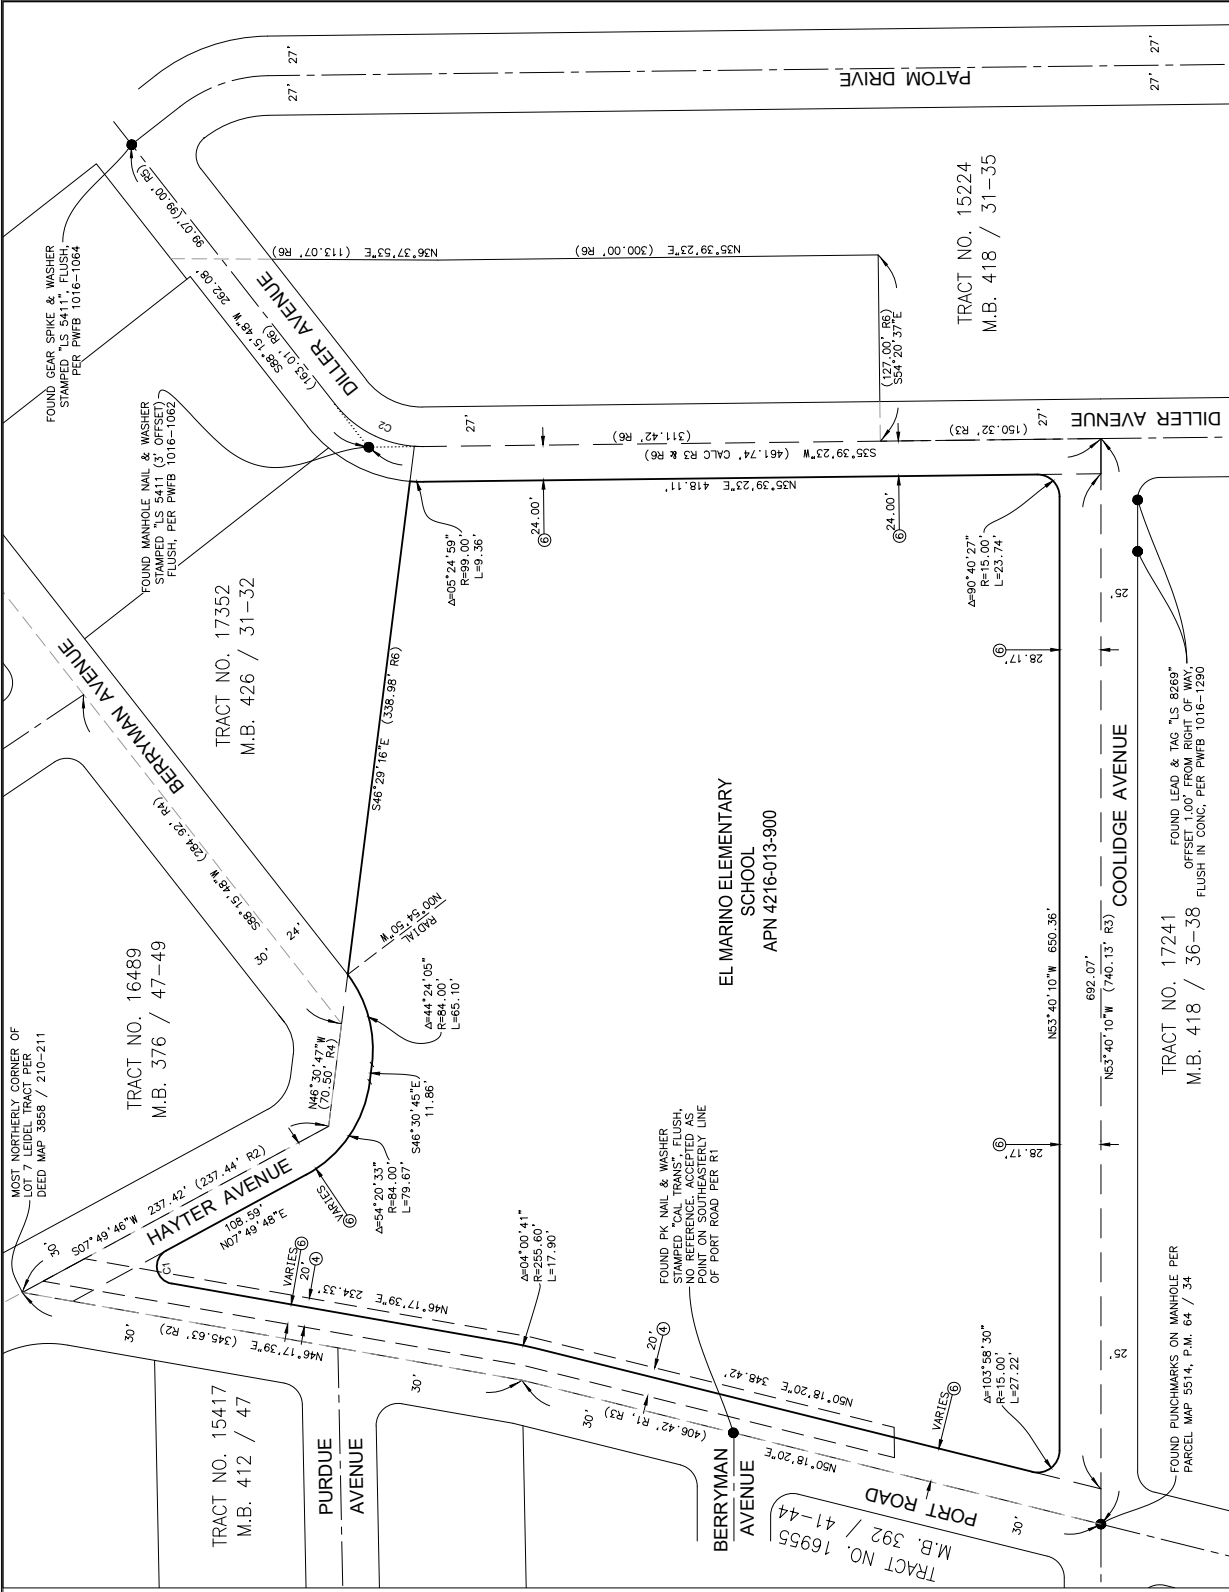 27'
27'
PATOM DRIVE
27'
27'
FOUND GEAR SPIKE & WASHER
STAMPED "LS 5411", FLUSH,
PER PWFB 1016-1064
99.07'(99.00' R5)
S88°15'48"W 262.08'
(163.01' R6)
DILLER AVENUE
N36°37'53"E (113.07' R6)
N35°39'23"E (300.00' R6)
(127.00' R6)
S54°20'37"E
TRACT NO. 15224
M.B. 418 / 31-35
FOUND MANHOLE NAIL & WASHER
STAMPED "LS 5411 (3' OFFSET)
FLUSH, PER PWFB 1016-1062
C2
27'
(311.42' R6)
(150.32' R3)
27'
DILLER AVENUE
S35°39'23"W (461.74' CALC R3 & R6)
N35°39'23"E 418.11'
24.00'
6
24.00'
6
Δ=05°24'59"
R=99.00'
L=9.36'
Δ=90°40'27"
R=15.00'
L=23.74'
TRACT NO. 17352
M.B. 426 / 31-32
BERRYMAN AVENUE
S88°15'48"W (284.92' R4)
30'
24'
S46°29'16"E (338.98' R6)
RADIAL
N00°54'50"W
25'
6
28.17'
FOUND LEAD & TAG "LS 8269"
OFFSET 1.00' FROM RIGHT OF WAY,
FLUSH IN CONC, PER PWFB 1016-1290
EL MARINO ELEMENTARY
SCHOOL
APN 4216-013-900
N53°40'10"W 650.36'
692.07'
N53°40'10"W (740.13' R3)
COOLIDGE AVENUE
TRACT NO. 17241
M.B. 418 / 36-38
TRACT NO. 16489
M.B. 376 / 47-49
MOST NORTHERLY CORNER OF
LOT 7 LEIDEL TRACT PER
DEED MAP 3858 / 210-211
Δ=44°24'05"
R=84.00'
L=65.10'
N46°30'47"W
(70.50' R4)
S46°30'45"E
11.86'
Δ=54°20'33"
R=84.00'
L=79.67'
30'
S07°49'46"W 237.42' (237.44' R2)
HAYTER AVENUE
108.59'
N07°49'48"E
VARIES
6
C1
6
28.17'
VARIES
6
20'
4
N46°17'39"E 234.33'
N46°17'39"E (345.63' R2)
30'
Δ=04°00'41"
R=255.60'
L=17.90'
FOUND PK NAIL & WASHER
STAMPED "CAL TRANS", FLUSH,
NO REFERENCE, ACCEPTED AS
POINT ON SOUTHEASTERLY LINE
OF PORT ROAD PER R1
20'
4
N50°18'20"E 348.42'
VARIES
6
Δ=103°58'30"
R=15.00'
L=27.22'
25'
FOUND PUNCHMARKS ON MANHOLE PER
PARCEL MAP 5514, P.M. 64 / 34
30'
30'
(406.42' R1, R3)
N50°18'20"E
PORT ROAD
30'
TRACT NO. 15417
M.B. 412 / 47
PURDUE
AVENUE
BERRYMAN
AVENUE
TRACT NO. 16955
M.B. 392 / 41-44